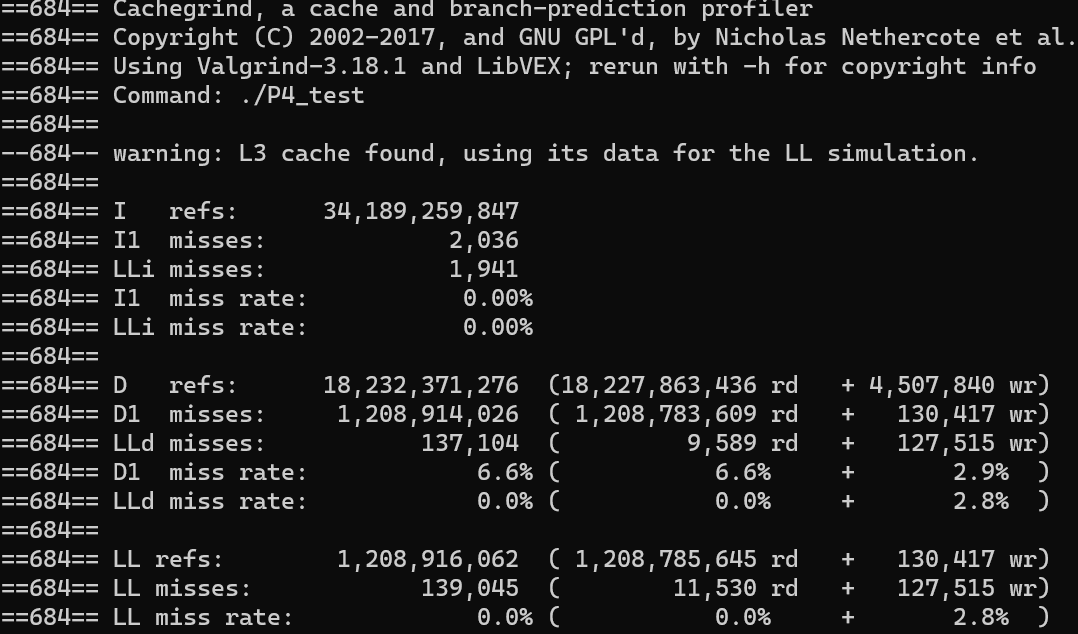 ==684== Cachegrind, a cache and branch-prediction profiler
==684== Copyright (C) 2002-2017, and GNU GPL'd, by Nicholas Nethercote et al.
==684== Using Valgrind-3.18.1 and LibVEX; rerun with -h for copyright info
==684== Command: ./P4_test
==684==
--684-- warning: L3 cache found, using its data for the LL simulation.
==684==
==684== I   refs:      34,189,259,847
==684== I1  misses:             2,036
==684== LLi misses:             1,941
==684== I1  miss rate:           0.00%
==684== LLi miss rate:           0.00%
==684==
==684== D   refs:      18,232,371,276  (18,227,863,436 rd   + 4,507,840 wr)
==684== D1  misses:     1,208,914,026  ( 1,208,783,609 rd   +   130,417 wr)
==684== LLd misses:           137,104  (         9,589 rd   +   127,515 wr)
==684== D1  miss rate:            6.6% (           6.6%     +       2.9%  )
==684== LLd miss rate:            0.0% (           0.0%     +       2.8%  )
==684==
==684== LL refs:        1,208,916,062  ( 1,208,785,645 rd   +   130,417 wr)
==684== LL misses:            139,045  (        11,530 rd   +   127,515 wr)
==684== LL miss rate:             0.0% (           0.0%     +       2.8%  )